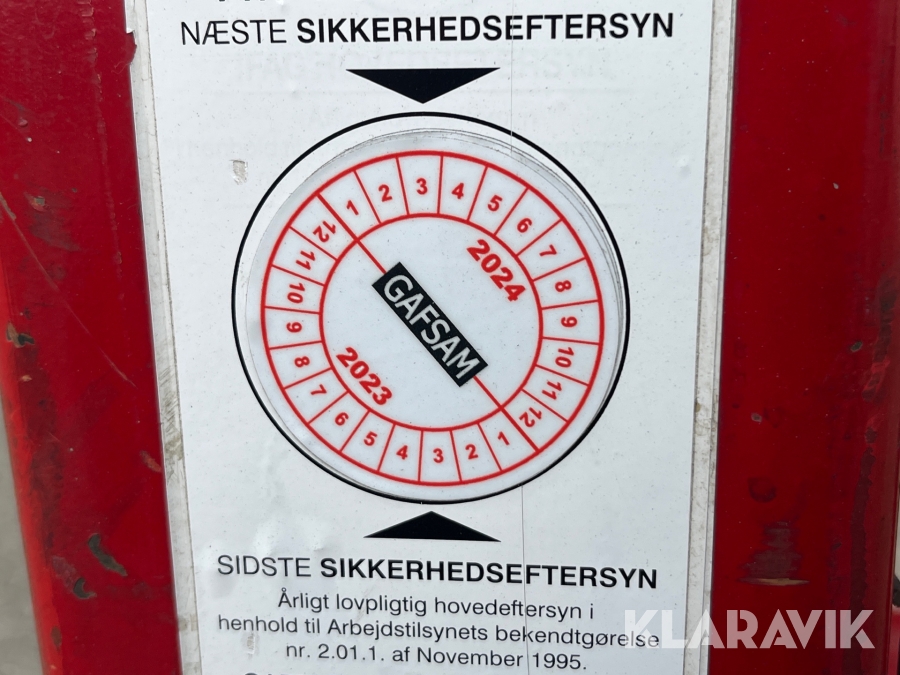 NÆSTE SIKKERHEDSEFTERSYN
1 2 3 4 5 6 7 8 9 10 11 12
2024
GAFSAM
2023
1 2 3 4 5 6 7 8 9 10 11 12
SIDSTE SIKKERHEDSEFTERSYN
Årligt lovpligtig hovedeftersyn i
henhold til Arbejdstilsynets bekendtgørelse
nr. 2.01.1. af November 1995.
KLARAVIK